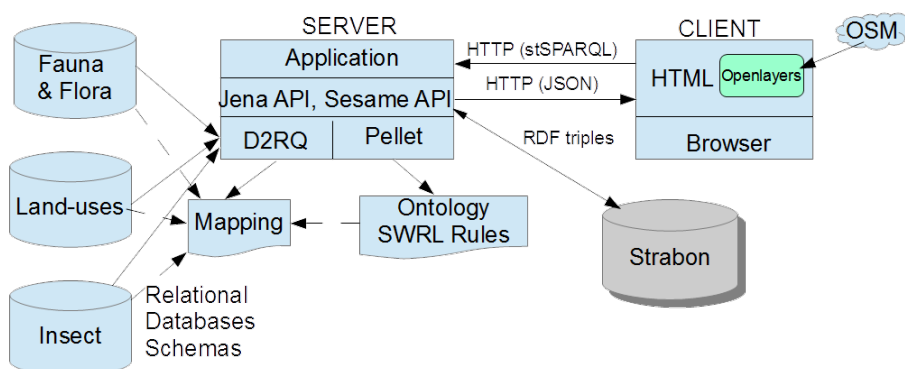 SERVER
CLIENT
OSM
Fauna
& Flora
Application
HTTP (stSPARQL)
HTML
Openlayers
Jena API, Sesame API
HTTP (JSON)
D2RQ
Pellet
RDF triples
Browser
Land-uses
Mapping
Ontology
SWRL Rules
Strabon
Insect
Relational
Databases
Schemas